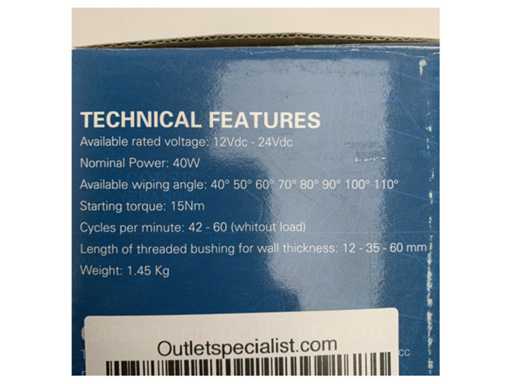 TECHNICAL FEATURES
Available rated voltage: 12Vdc - 24Vdc
Nominal Power: 40W
Available wiping angle: 40° 50° 60° 70° 80° 90° 100° 110°
Starting torque: 15Nm
Cycles per minute: 42 - 60 (whitout load)
Length of threaded bushing for wall thickness: 12 - 35 - 60 mm
Weight: 1.45 Kg
Outletspecialist.com